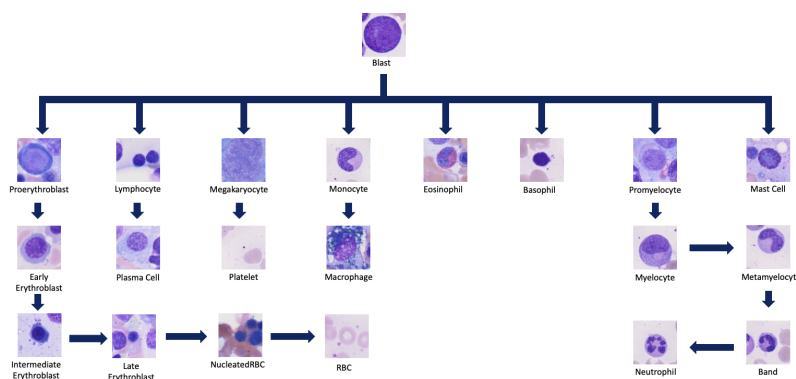 Blast
Proerythroblast
Lymphocyte
Megakaryocyte
Monocyte
Eosinophil
Basophil
Promyelocyte
Mast Cell
Early
Erythroblast
Plasma Cell
Platelet
Macrophage
Myelocyte
Metamyelocyt
Intermediate
Erythroblast
Late
Erythroblast
NucleatedRBC
RBC
Neutrophil
Band